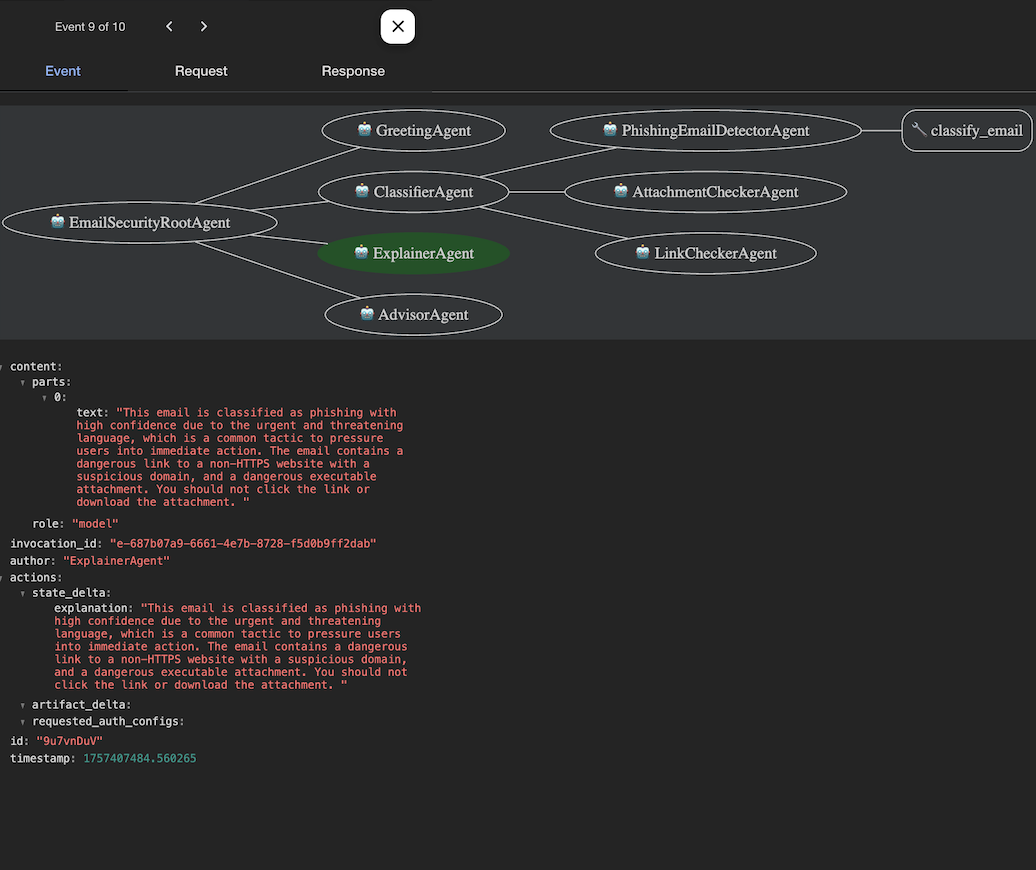 Event 9 of 10
Event Request Response
GreetingAgent PhishingEmailDetectorAgent classify_email
ClassifierAgent AttachmentCheckerAgent
EmailSecurityRootAgent
ExplainerAgent LinkCheckerAgent
AdvisorAgent
content:
parts:
0:
text: "This email is classified as phishing with
high confidence due to the urgent and threatening
language, which is a common tactic to pressure
users into immediate action. The email contains a
dangerous link to a non-HTTPS website with a
suspicious domain, and a dangerous executable
attachment. You should not click the link or
download the attachment. "
role: "model"
invocation_id: "e-687b07a9-6661-4e7b-8728-f5d0b9ff2dab"
author: "ExplainerAgent"
actions:
state_delta:
explanation: "This email is classified as phishing with
high confidence due to the urgent and threatening
language, which is a common tactic to pressure users
into immediate action. The email contains a dangerous
link to a non-HTTPS website with a suspicious domain,
and a dangerous executable attachment. You should not
click the link or download the attachment. "
artifact_delta:
requested_auth_configs:
id: "9u7vnDuV"
timestamp: 1757407484.560265